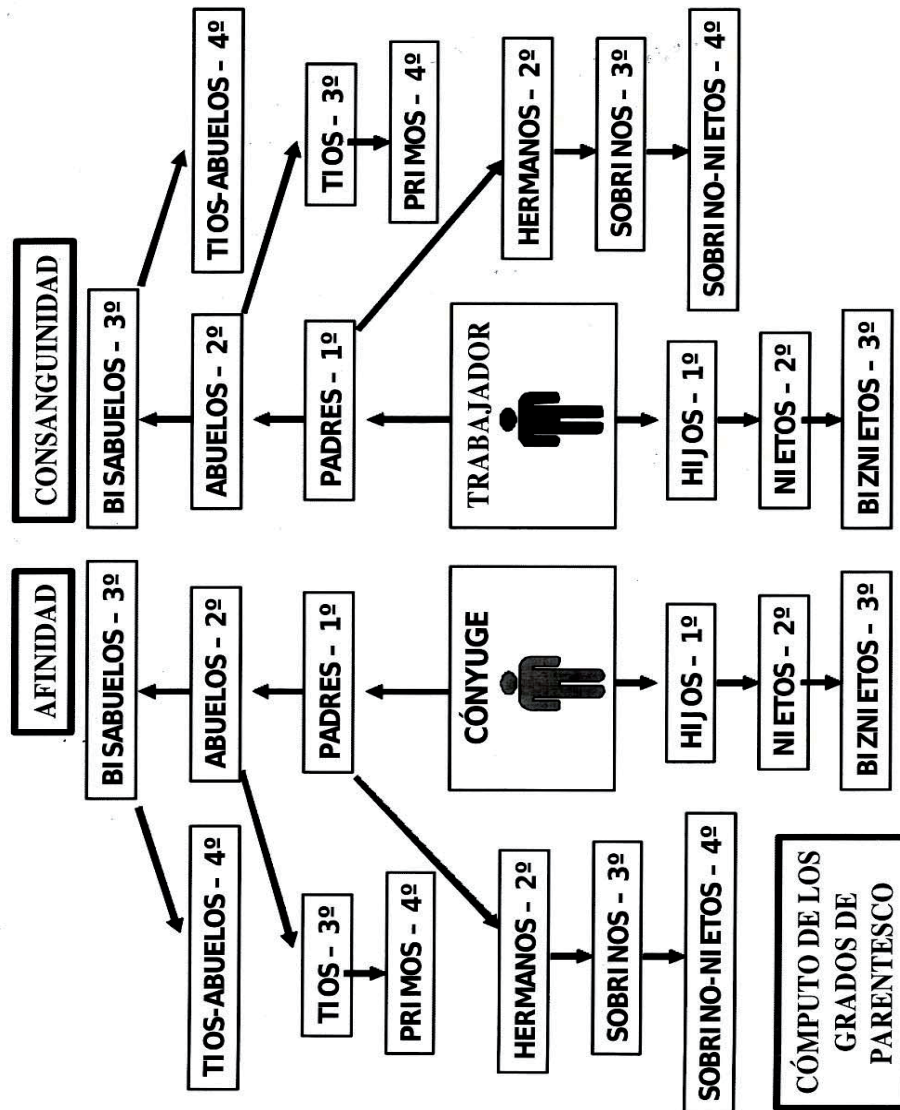 AFINIDAD
CONSANGUINIDAD
BISABUELOS – 3º
BISABUELOS – 3º
TIOS-ABUELOS – 4º
ABUELOS – 2º
ABUELOS – 2º
TIOS-ABUELOS – 4º
TIOS – 3º
PADRES – 1º
PADRES – 1º
TIOS – 3º
PRIMOS – 4º
PRIMOS – 4º
CÓNYUGE
TRABAJADOR
HERMANOS – 2º
HERMANOS – 2º
SOBRINOS – 3º
SOBRINOS – 3º
HIJOS – 1º
HIJOS – 1º
SOBRINO-NIETOS – 4º
SOBRINO-NIETOS – 4º
NIETOS – 2º
NIETOS – 2º
CÓMPUTO DE LOS
GRADOS DE
PARENTESCO
BIZNIETOS – 3º
BIZNIETOS – 3º